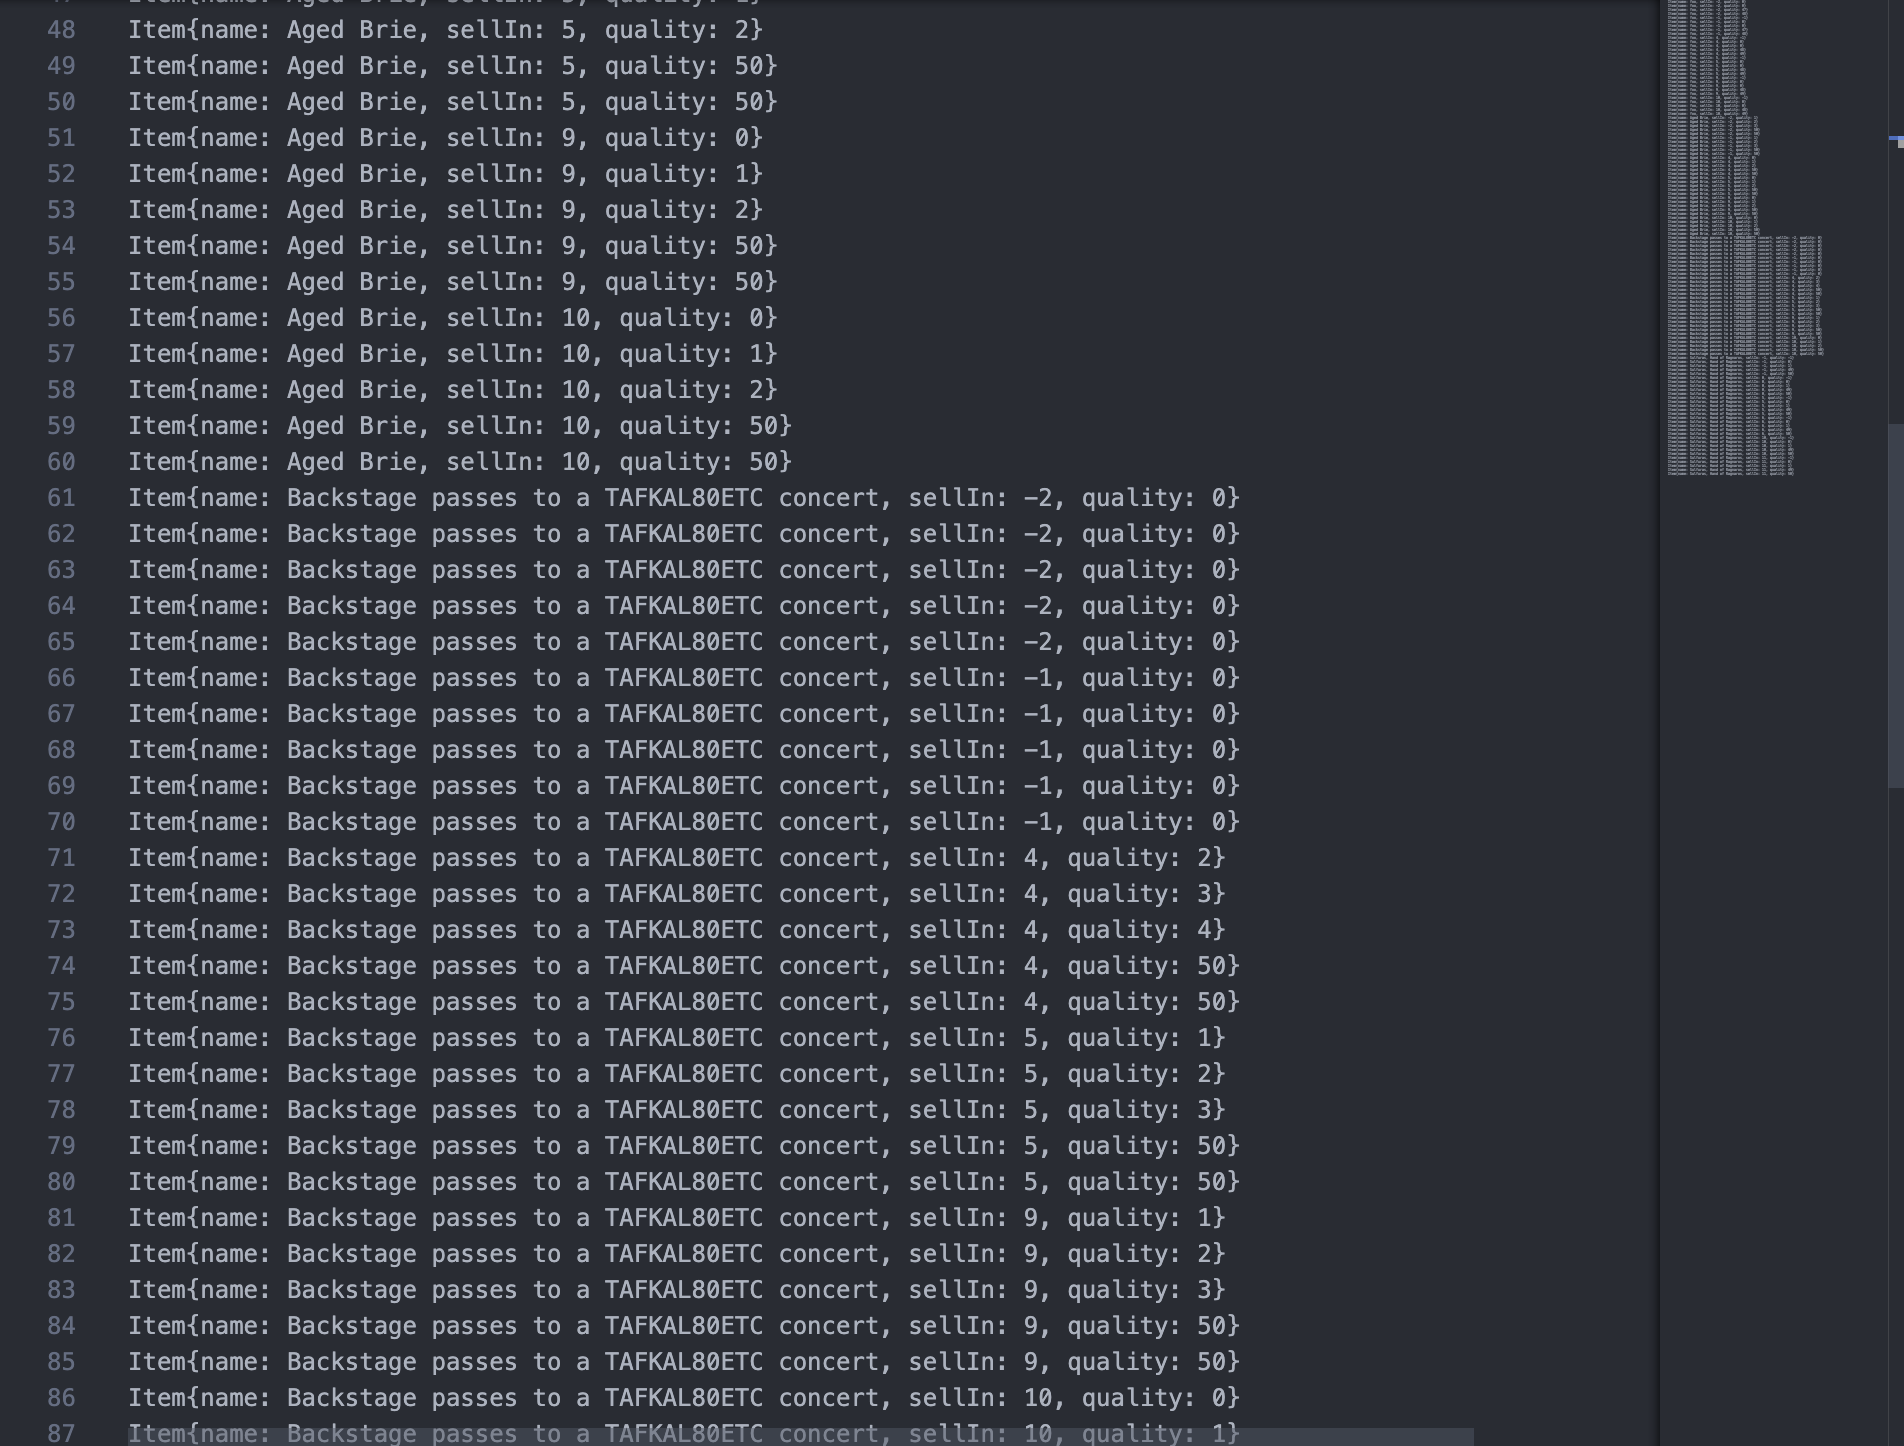 48 Item{name: Aged Brie, sellIn: 5, quality: 2}
49 Item{name: Aged Brie, sellIn: 5, quality: 50}
50 Item{name: Aged Brie, sellIn: 5, quality: 50}
51 Item{name: Aged Brie, sellIn: 9, quality: 0}
52 Item{name: Aged Brie, sellIn: 9, quality: 1}
53 Item{name: Aged Brie, sellIn: 9, quality: 2}
54 Item{name: Aged Brie, sellIn: 9, quality: 50}
55 Item{name: Aged Brie, sellIn: 9, quality: 50}
56 Item{name: Aged Brie, sellIn: 10, quality: 0}
57 Item{name: Aged Brie, sellIn: 10, quality: 1}
58 Item{name: Aged Brie, sellIn: 10, quality: 2}
59 Item{name: Aged Brie, sellIn: 10, quality: 50}
60 Item{name: Aged Brie, sellIn: 10, quality: 50}
61 Item{name: Backstage passes to a TAFKAL80ETC concert, sellIn: -2, quality: 0}
62 Item{name: Backstage passes to a TAFKAL80ETC concert, sellIn: -2, quality: 0}
63 Item{name: Backstage passes to a TAFKAL80ETC concert, sellIn: -2, quality: 0}
64 Item{name: Backstage passes to a TAFKAL80ETC concert, sellIn: -2, quality: 0}
65 Item{name: Backstage passes to a TAFKAL80ETC concert, sellIn: -2, quality: 0}
66 Item{name: Backstage passes to a TAFKAL80ETC concert, sellIn: -1, quality: 0}
67 Item{name: Backstage passes to a TAFKAL80ETC concert, sellIn: -1, quality: 0}
68 Item{name: Backstage passes to a TAFKAL80ETC concert, sellIn: -1, quality: 0}
69 Item{name: Backstage passes to a TAFKAL80ETC concert, sellIn: -1, quality: 0}
70 Item{name: Backstage passes to a TAFKAL80ETC concert, sellIn: -1, quality: 0}
71 Item{name: Backstage passes to a TAFKAL80ETC concert, sellIn: 4, quality: 2}
72 Item{name: Backstage passes to a TAFKAL80ETC concert, sellIn: 4, quality: 3}
73 Item{name: Backstage passes to a TAFKAL80ETC concert, sellIn: 4, quality: 4}
74 Item{name: Backstage passes to a TAFKAL80ETC concert, sellIn: 4, quality: 50}
75 Item{name: Backstage passes to a TAFKAL80ETC concert, sellIn: 4, quality: 50}
76 Item{name: Backstage passes to a TAFKAL80ETC concert, sellIn: 5, quality: 1}
77 Item{name: Backstage passes to a TAFKAL80ETC concert, sellIn: 5, quality: 2}
78 Item{name: Backstage passes to a TAFKAL80ETC concert, sellIn: 5, quality: 3}
79 Item{name: Backstage passes to a TAFKAL80ETC concert, sellIn: 5, quality: 50}
80 Item{name: Backstage passes to a TAFKAL80ETC concert, sellIn: 5, quality: 50}
81 Item{name: Backstage passes to a TAFKAL80ETC concert, sellIn: 9, quality: 1}
82 Item{name: Backstage passes to a TAFKAL80ETC concert, sellIn: 9, quality: 2}
83 Item{name: Backstage passes to a TAFKAL80ETC concert, sellIn: 9, quality: 3}
84 Item{name: Backstage passes to a TAFKAL80ETC concert, sellIn: 9, quality: 50}
85 Item{name: Backstage passes to a TAFKAL80ETC concert, sellIn: 9, quality: 50}
86 Item{name: Backstage passes to a TAFKAL80ETC concert, sellIn: 10, quality: 0}
87 Item{name: Backstage passes to a TAFKAL80ETC concert, sellIn: 10, quality: 1}